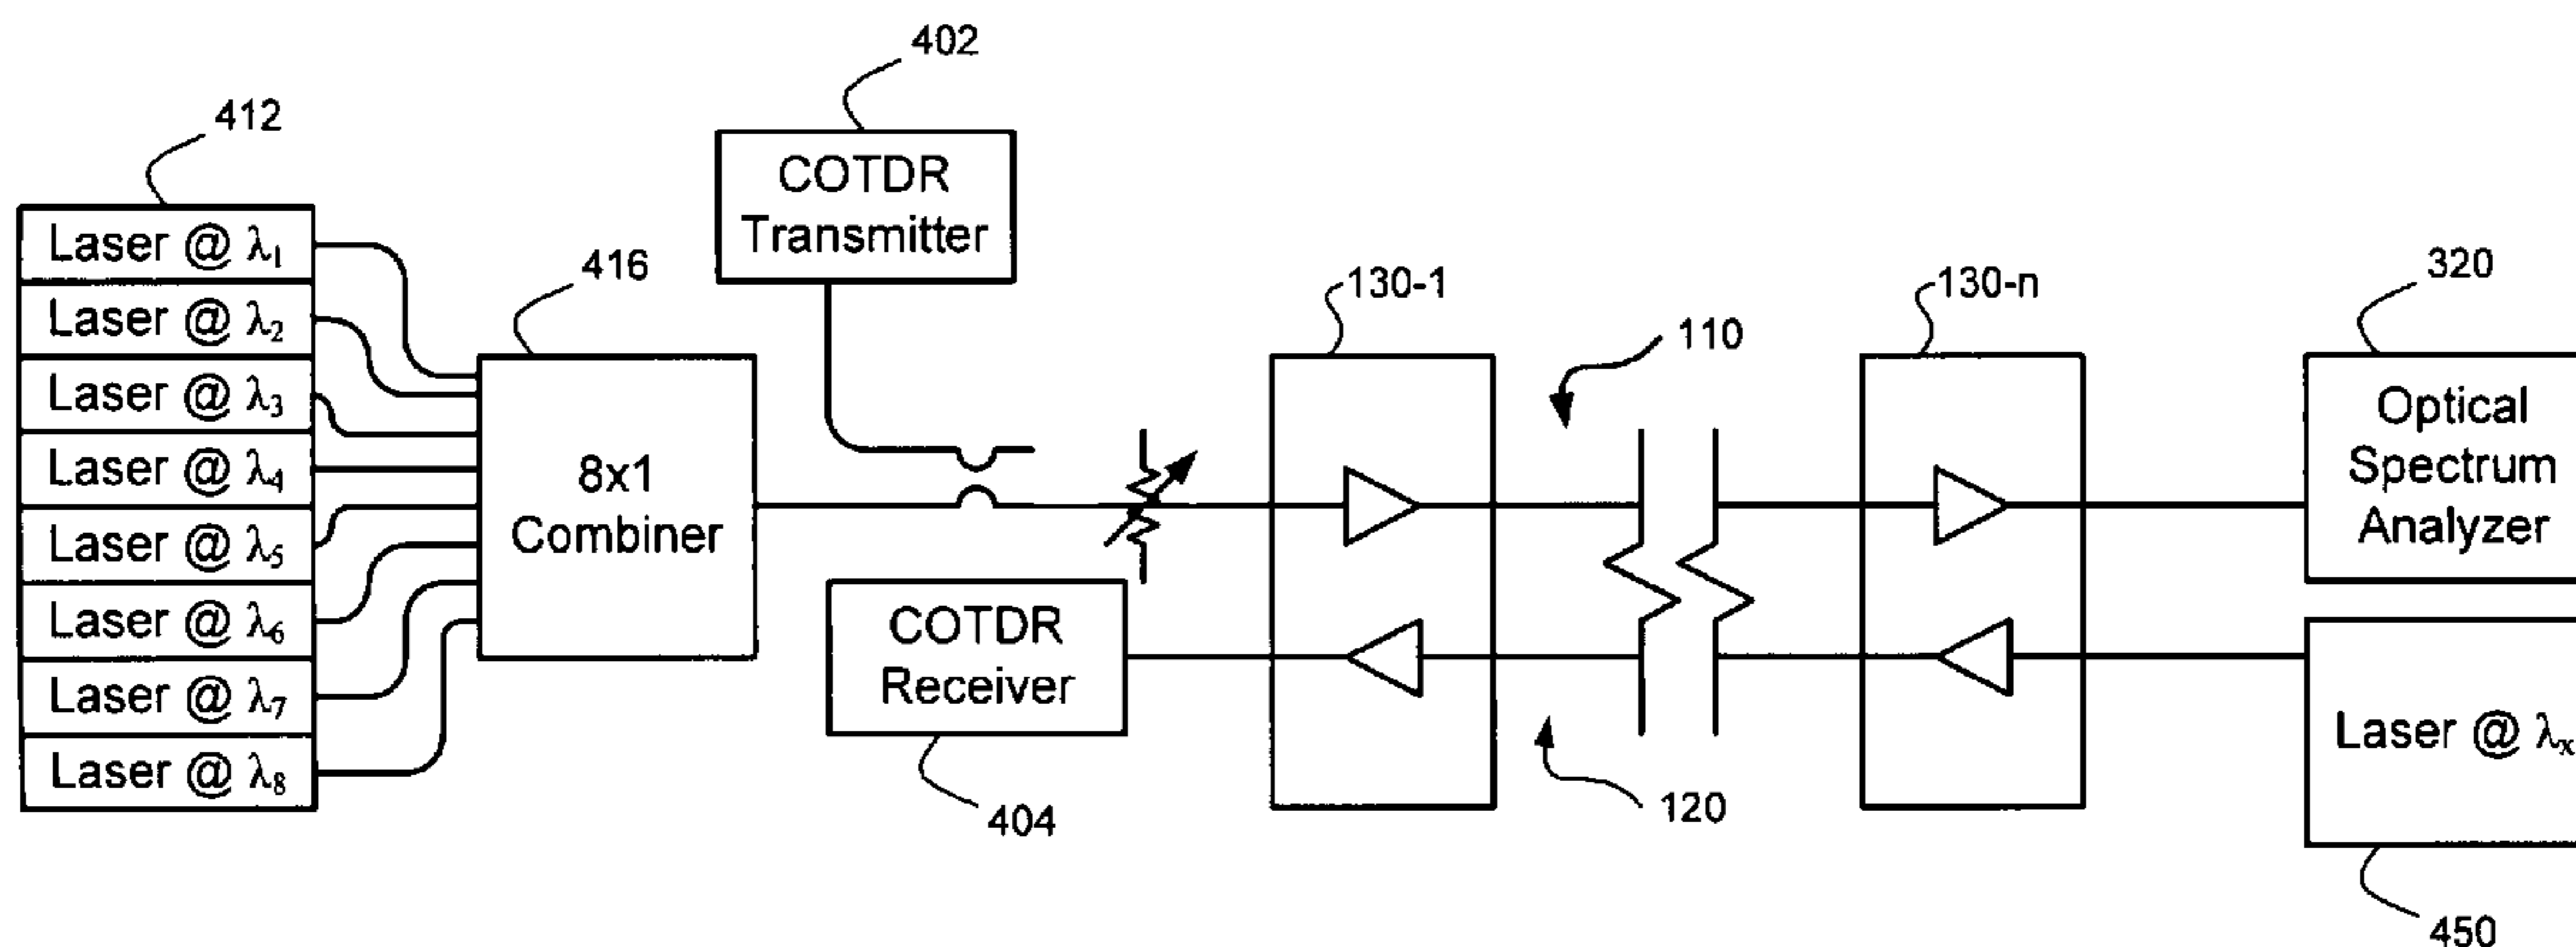 402
412
COTDR
Transmitter
Laser @ λ1
Laser @ λ2
Laser @ λ3
Laser @ λ4
Laser @ λ5
Laser @ λ6
Laser @ λ7
Laser @ λ8
416
8x1
Combiner
130-1
110
130-n
320
Optical
Spectrum
Analyzer
COTDR
Receiver
404
120
Laser @ λx
450